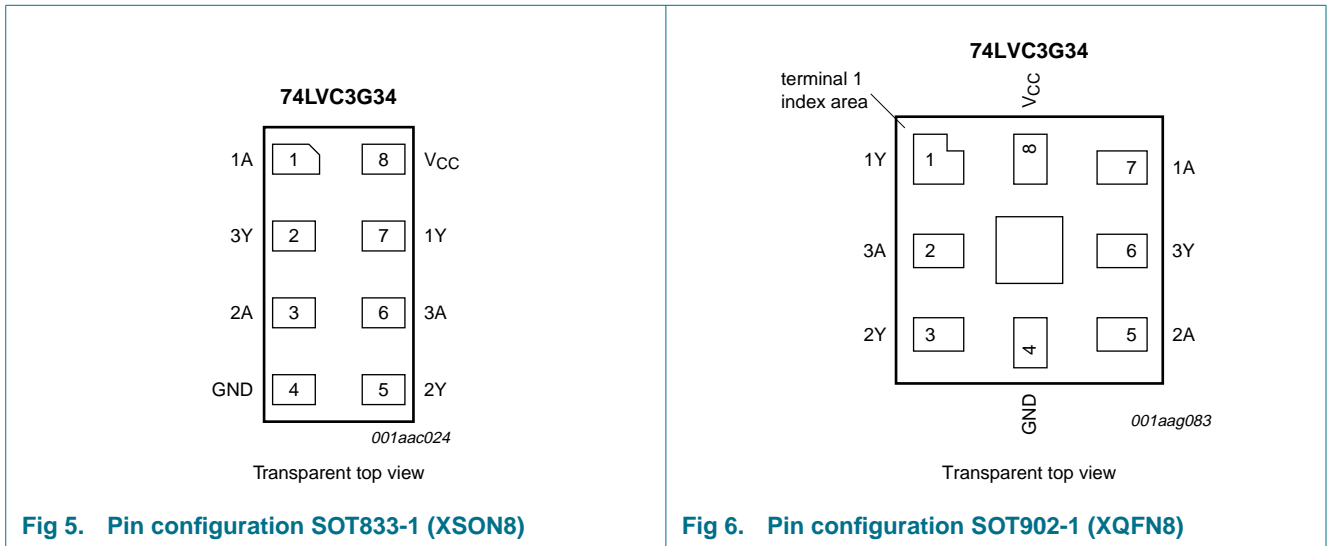 74LVC3G34
1A 1 8 VCC
3Y 2 7 1Y
2A 3 6 3A
GND 4 5 2Y
001aac024
Transparent top view
Fig 5. Pin configuration SOT833-1 (XSON8)
74LVC3G34
terminal 1
index area
VCC
1Y 1 8 7 1A
3A 2 6 3Y
2Y 3 4 5 2A
GND
001aag083
Transparent top view
Fig 6. Pin configuration SOT902-1 (XQFN8)